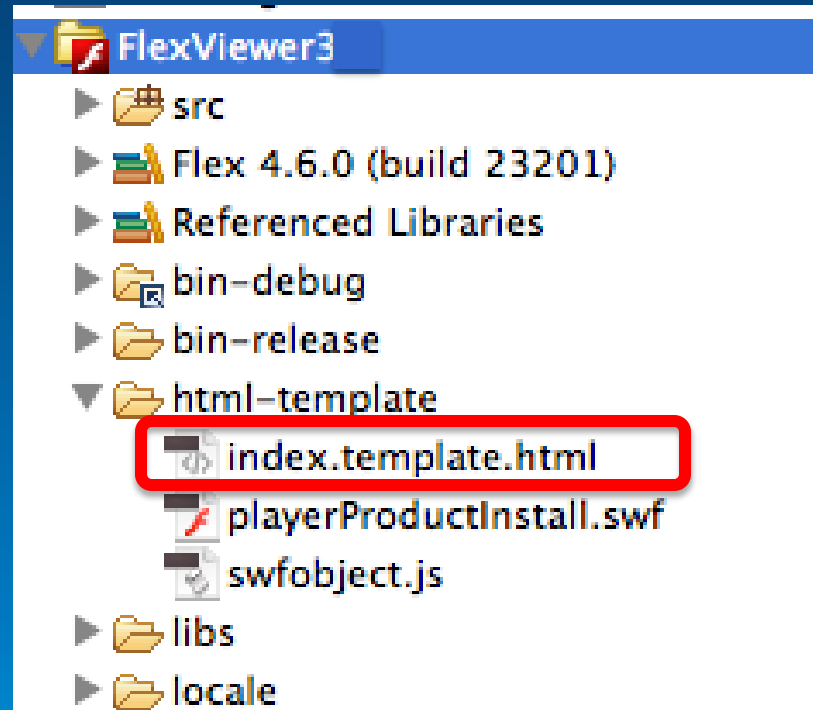 FlexViewer3
src
Flex 4.6.0 (build 23201)
Referenced Libraries
bin-debug
bin-release
html-template
index.template.html
playerProductInstall.swf
swfobject.js
libs
locale